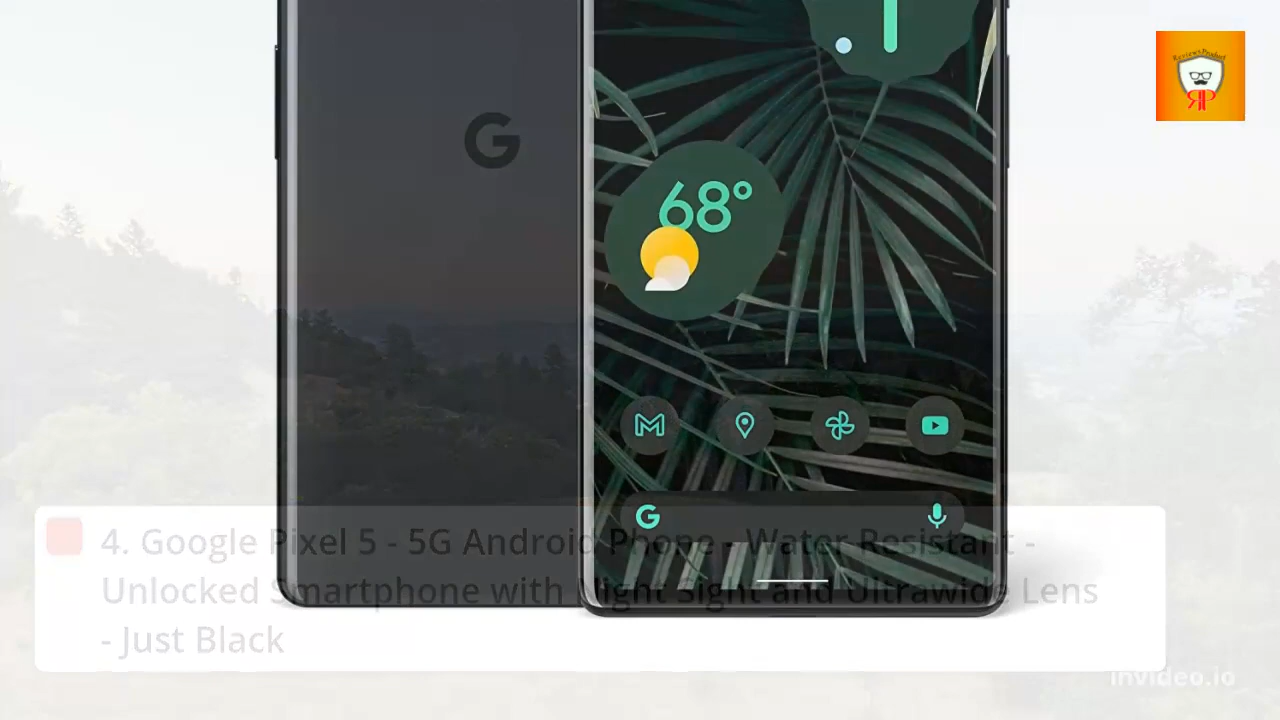 ReviewsProduct
68°
4. Google Pixel 5 - 5G Android Phone - Water Resistant -
Unlocked Smartphone with Night Sight and Ultrawide Lens
- Just Black
invideo.io